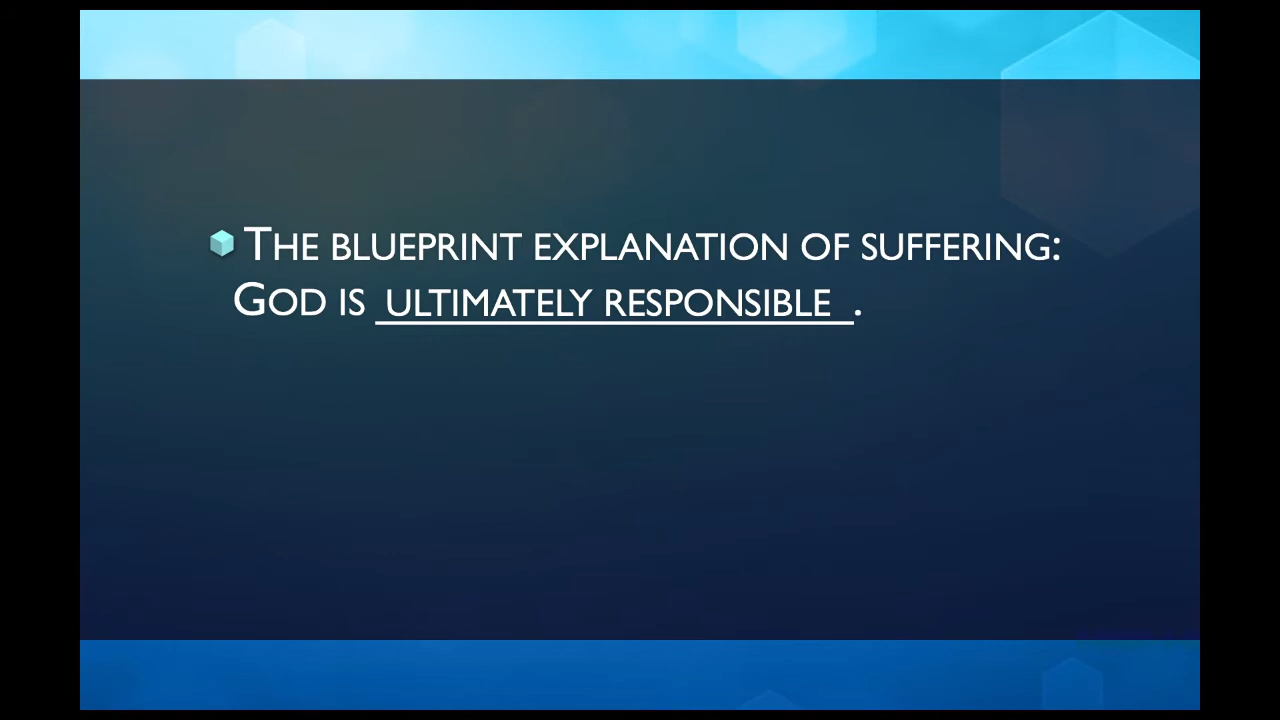 The blueprint explanation of suffering:
God is ultimately responsible .